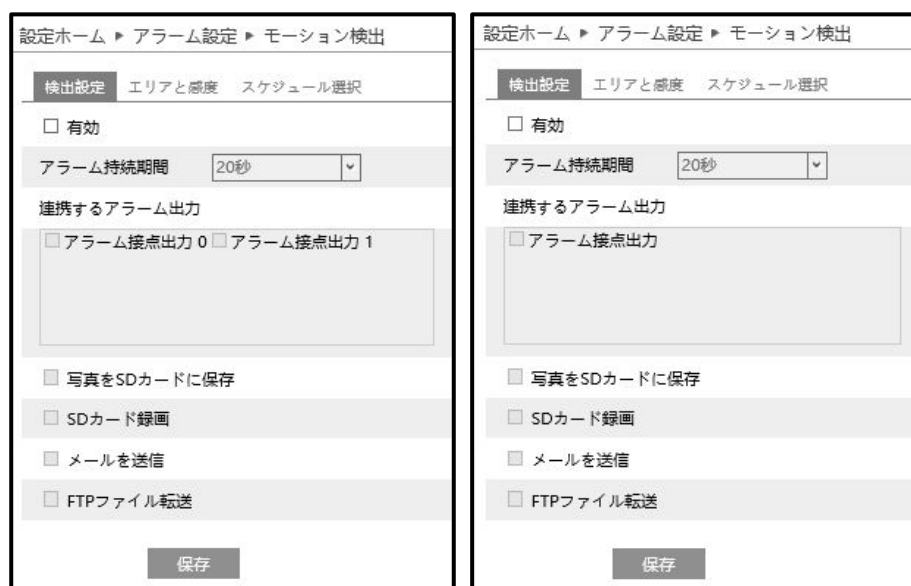 設定ホーム ▶ アラーム設定 ▶ モーション検出
検出設定 エリアと感度 スケジュール選択
有効
アラーム持続期間 20秒
連携するアラーム出力
アラーム接点出力 0 アラーム接点出力 1
写真をSDカードに保存
SDカード録画
メールを送信
FTPファイル転送
保存
設定ホーム ▶ アラーム設定 ▶ モーション検出
検出設定 エリアと感度 スケジュール選択
有効
アラーム持続期間 20秒
連携するアラーム出力
アラーム接点出力
写真をSDカードに保存
SDカード録画
メールを送信
FTPファイル転送
保存